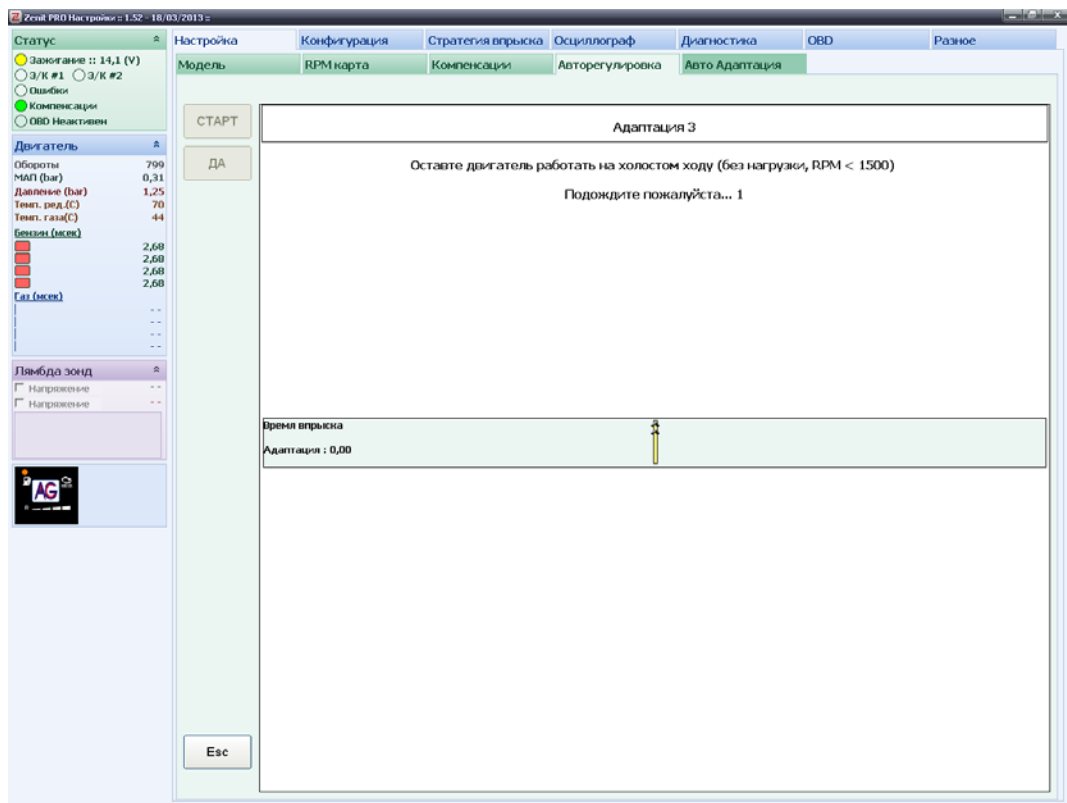 Zenit PRO Настройки :: 1.52 - 18/03/2013 ::
Статус
Зажигание :: 14,1 (V)
Э/К #1 Э/К #2
Ошибки
Компенсации
OBD Неактивен
Двигатель
Обороты 799
МАП (bar) 0,31
Давление (bar) 1,25
Темп. ред.(C) 70
Темп. газа(C) 44
Бензин (мсек)
2,68
2,68
2,68
2,68
Газ (мсек)
- -
- -
- -
- -
Лямбда зонд
Напряжение - -
Напряжение - -
AG
Настройка Конфигурация Стратегия впрыска Осциллограф Диагностика OBD Разное
Модель RPM карта Компенсации Авторегулировка Авто Адаптация
СТАРТ
ДА
Адаптация 3
Оставте двигатель работать на холостом ходу (без нагрузки, RPM < 1500)
Подождите пожалуйста... 1
Время впрыска
Адаптация : 0,00
Esc